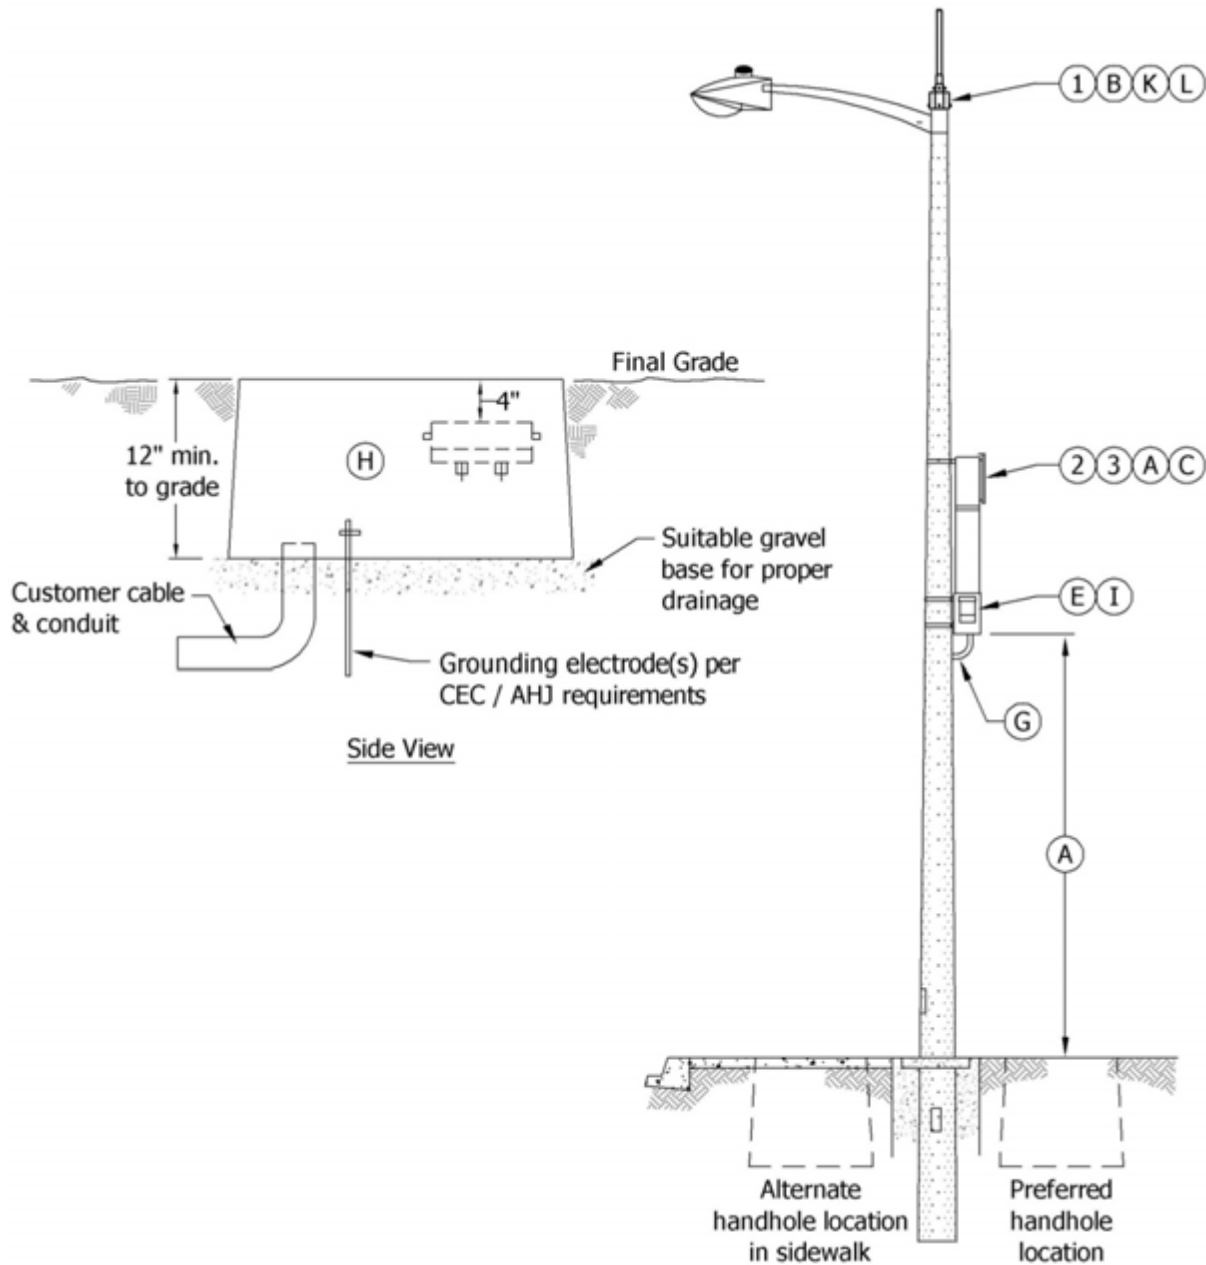 1 B K L
Final Grade
4"
12" min.
to grade
H
2 3 A C
Suitable gravel
base for proper
drainage
Customer cable
& conduit
E I
Grounding electrode(s) per
CEC / AHJ requirements
G
Side View
A
Alternate
handhole location
in sidewalk
Preferred
handhole
location